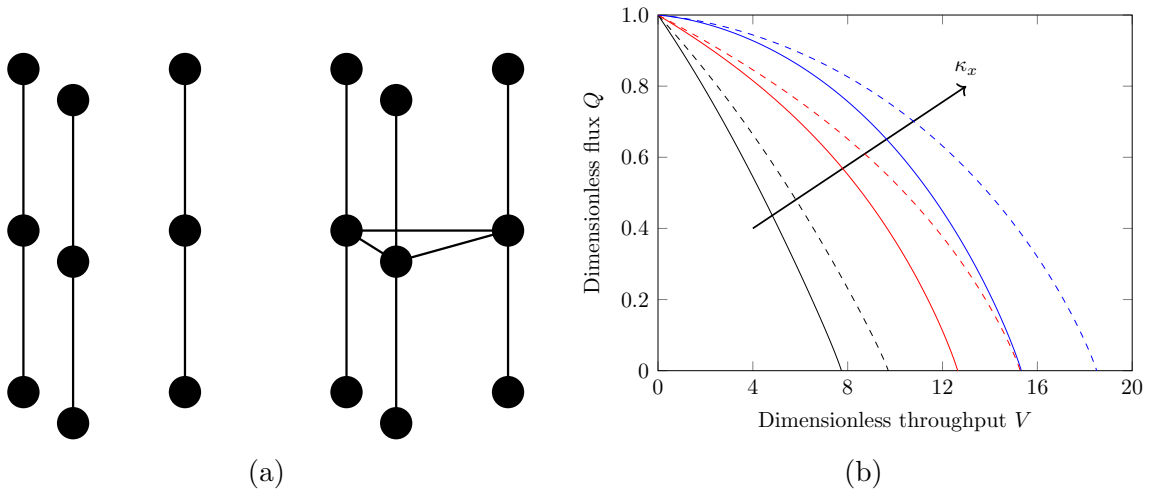 1.0
0.8
0.6
0.4
0.2
0
0
4
8
12
16
20
Dimensionless flux Q
Dimensionless throughput V
κx
(a)
(b)